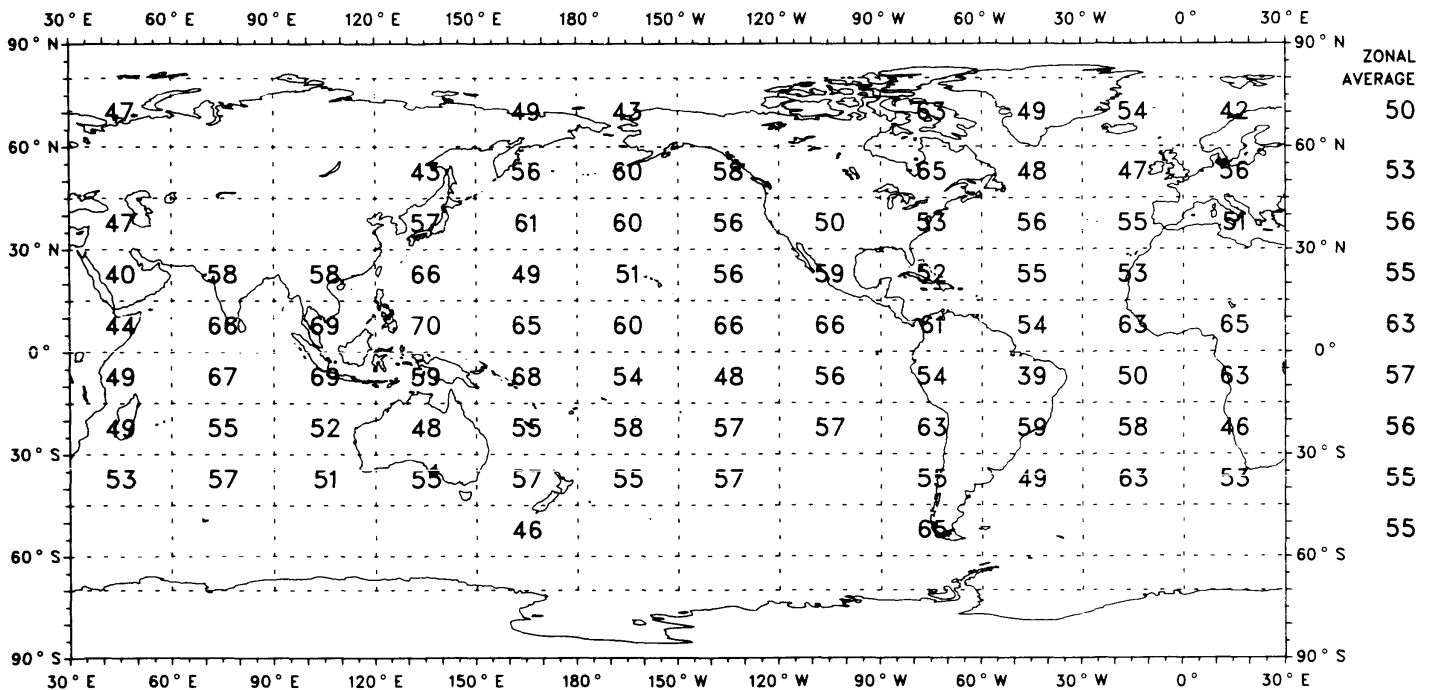 30° E 60° E 90° E 120° E 150° E 180° 150° W 120° W 90° W 60° W 30° W 0° 30° E
90° N 90° N
ZONAL
AVERAGE
47 49 43 63 49 54 42 50
60° N 60° N
43 56 60 58 65 48 47 56 53
47 57 61 60 56 50 53 56 55 51 56
30° N 30° N
40 58 58 66 49 51 56 59 52 55 53 55
44 66 69 70 65 60 66 66 61 54 63 65 63
0° 0°
49 67 69 59 68 54 48 56 54 39 50 63 57
49 55 52 48 55 58 57 57 63 59 58 46 56
30° S 30° S
53 57 51 55 57 55 57 55 49 63 53 55
46 65 55
60° S 60° S
90° S 90° S
30° E 60° E 90° E 120° E 150° E 180° 150° W 120° W 90° W 60° W 30° W 0° 30° E